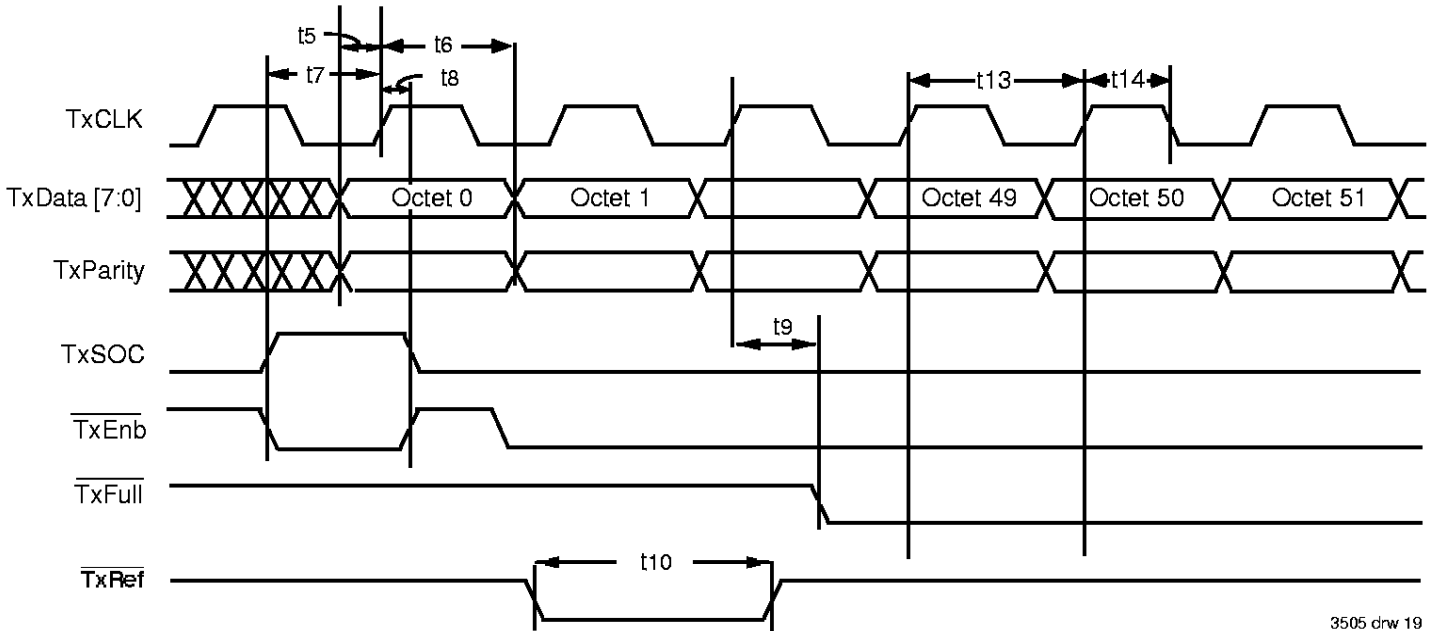 t5
t6
t7
t8
t13
t14
TxCLK
TxData [7:0]
Octet 0
Octet 1
Octet 49
Octet 50
Octet 51
TxParity
t9
TxSOC
TxEnb
TxFull
t10
TxRef
3505 drw 19